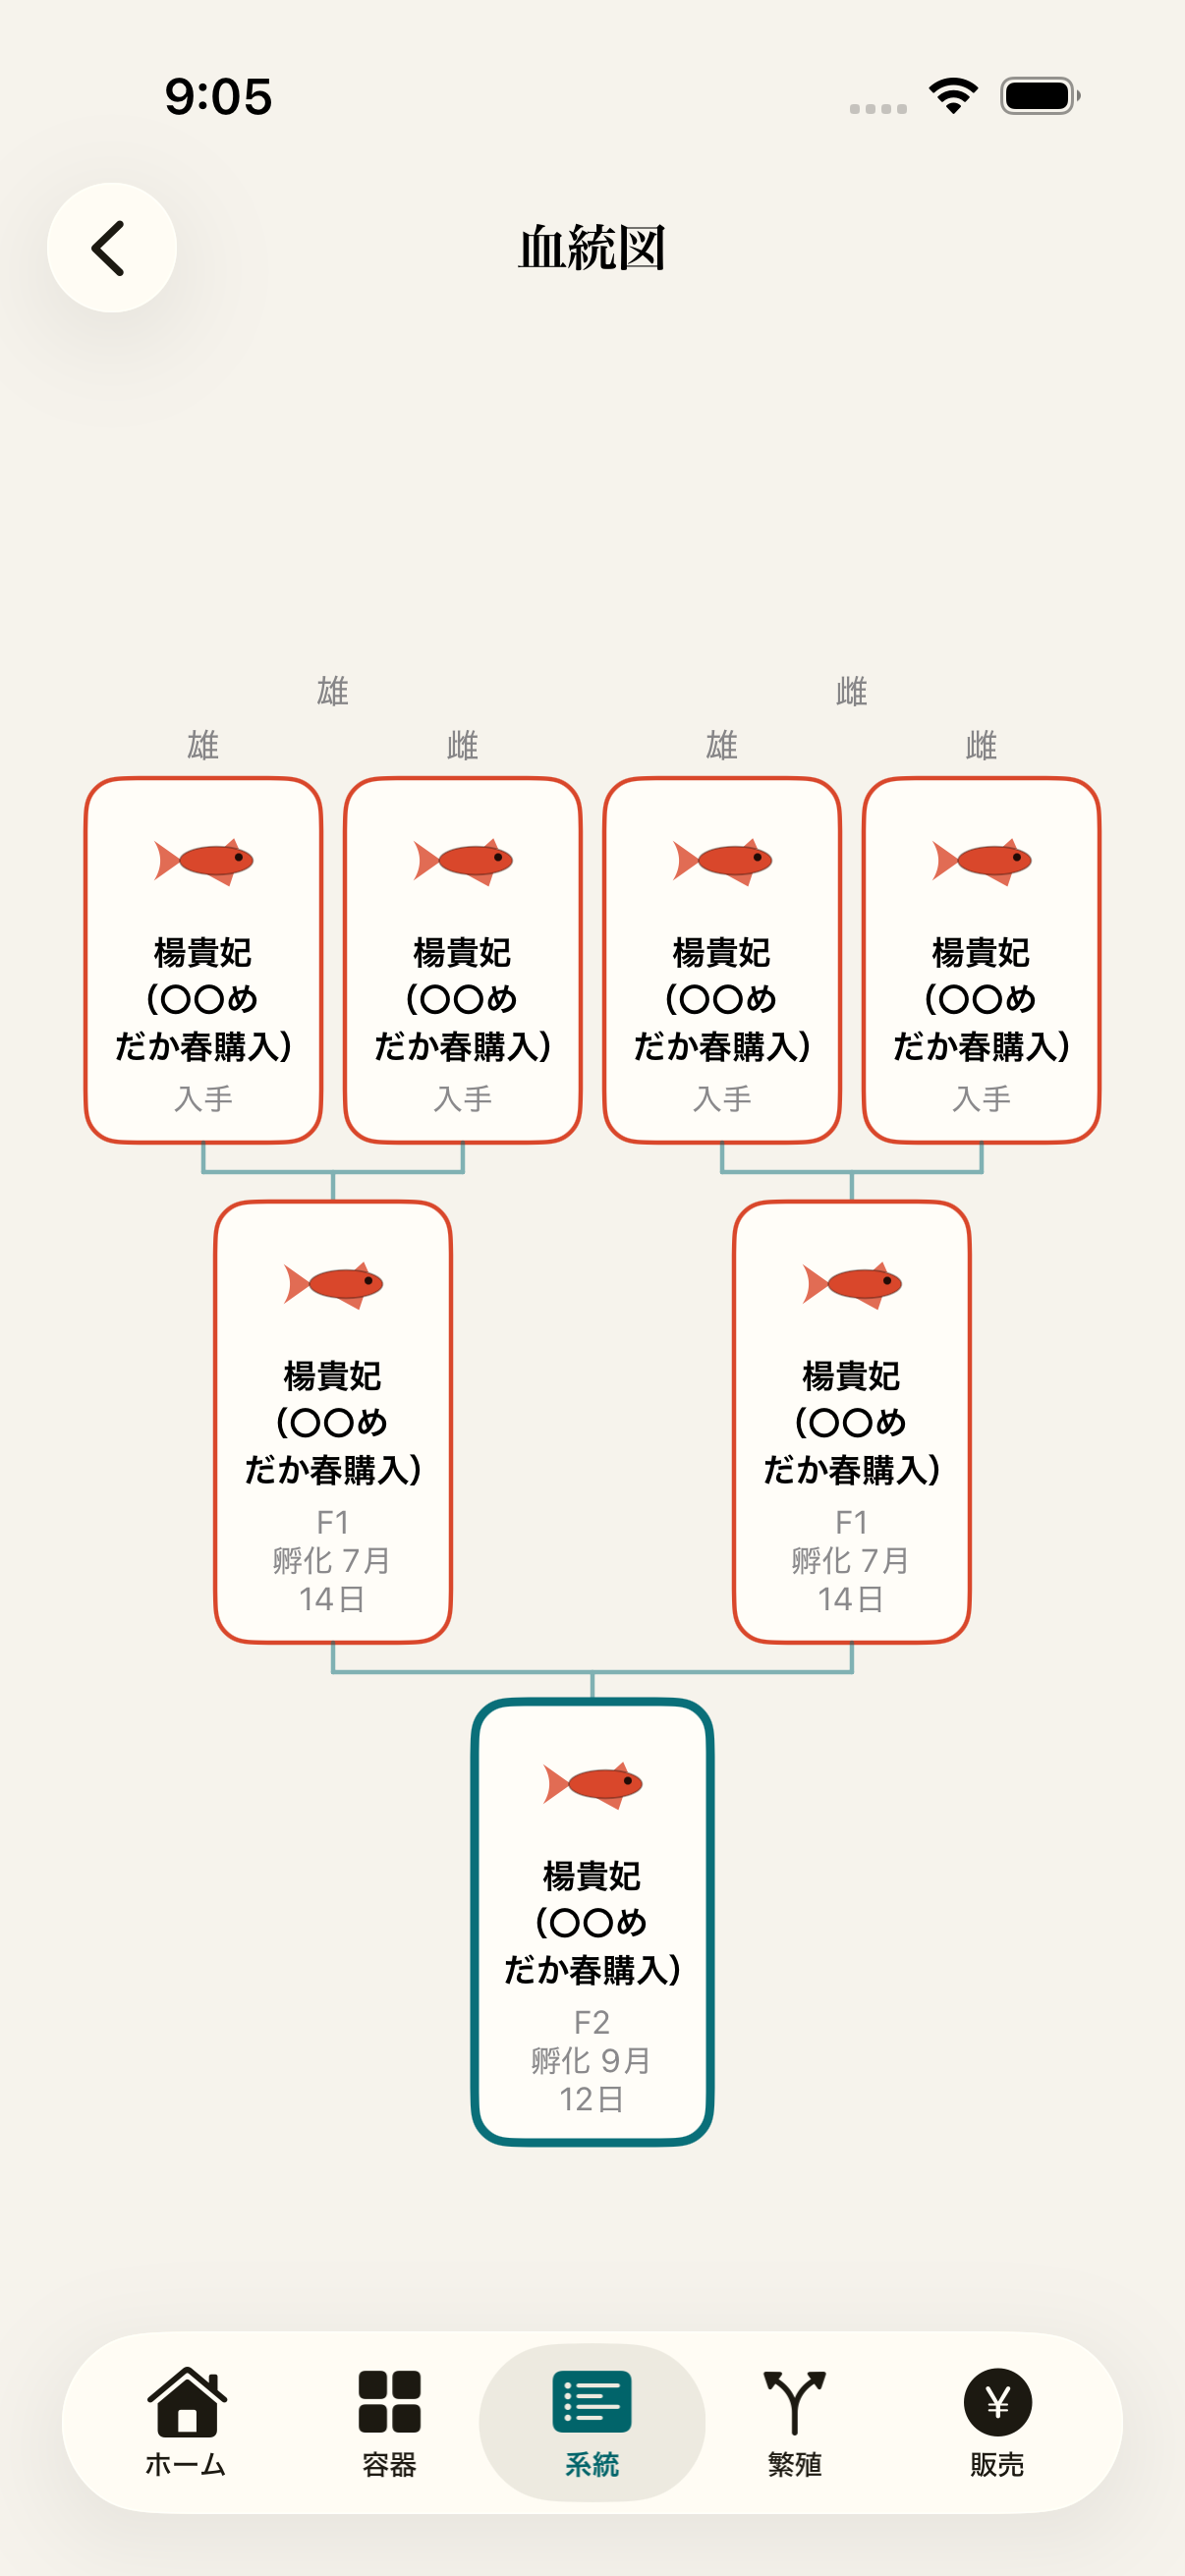 9:05
血統図
雄 雌
雄 雌 雄 雌
楊貴妃 楊貴妃 楊貴妃 楊貴妃
(〇〇め (〇〇め (〇〇め (〇〇め
だか春購入) だか春購入) だか春購入) だか春購入)
入手 入手 入手 入手
楊貴妃 楊貴妃
(〇〇め (〇〇め
だか春購入) だか春購入)
F1 F1
孵化 7月 孵化 7月
14日 14日
楊貴妃
(〇〇め
だか春購入)
F2
孵化 9月
12日
¥
ホーム 容器 系統 繁殖 販売